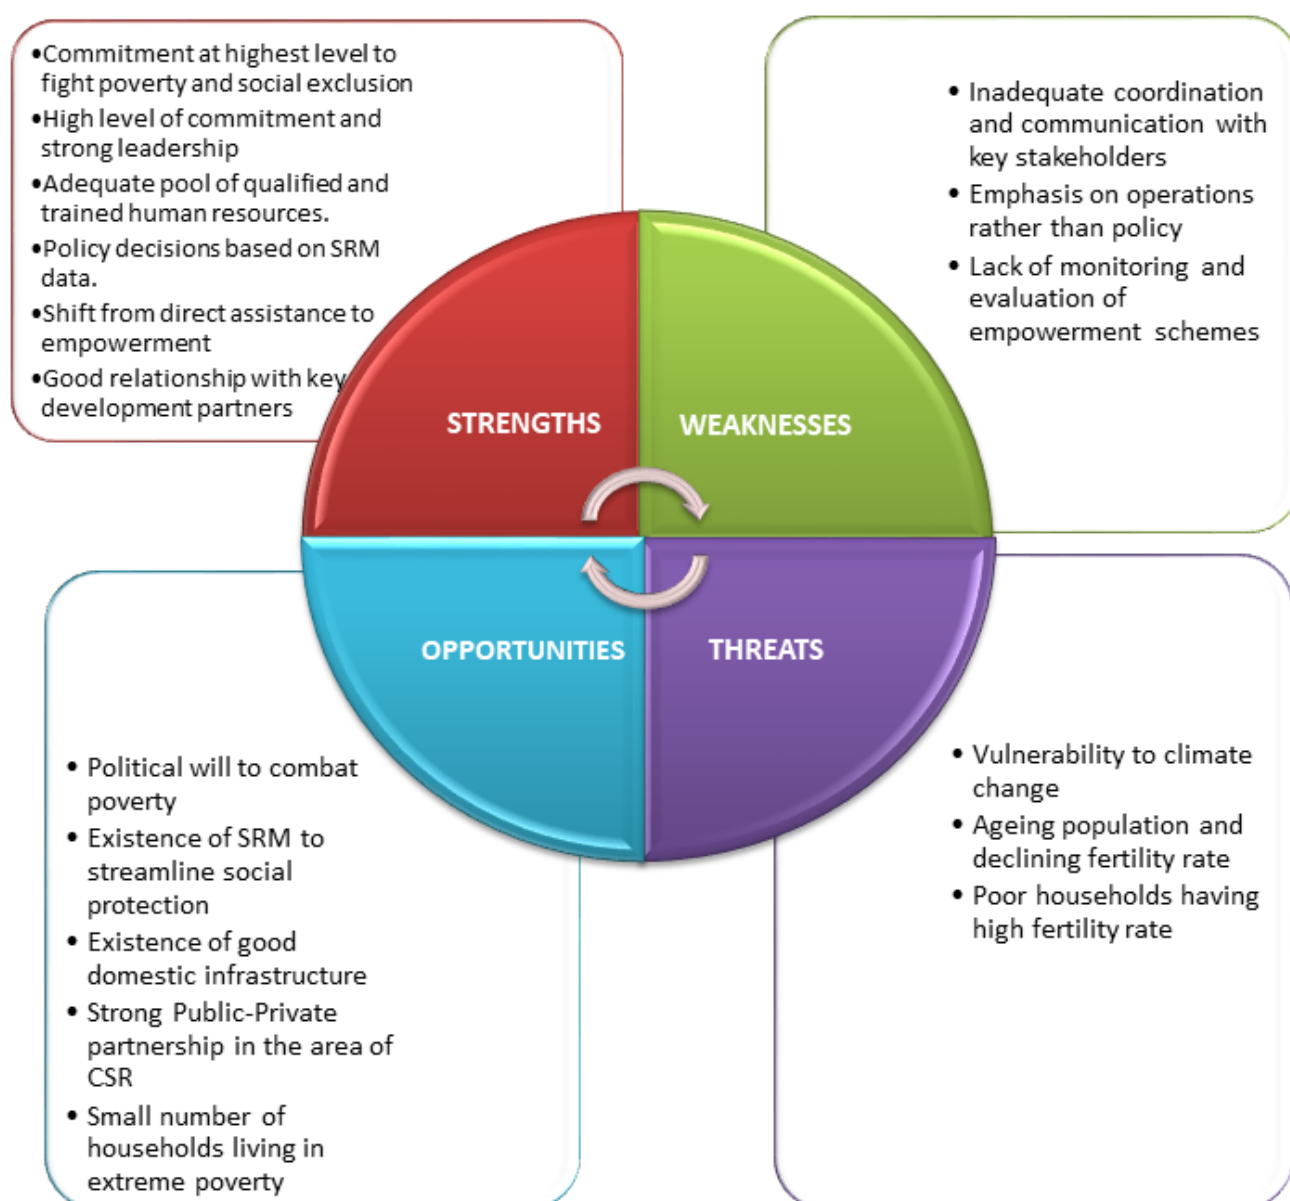 •Commitment at highest level to
fight poverty and social exclusion
•High level of commitment and
strong leadership
•Adequate pool of qualified and
trained human resources.
•Policy decisions based on SRM
data.
•Shift from direct assistance to
empowerment
•Good relationship with key
development partners
• Inadequate coordination
and communication with
key stakeholders
• Emphasis on operations
rather than policy
• Lack of monitoring and
evaluation of
empowerment schemes
STRENGTHS
WEAKNESSES
OPPORTUNITIES
THREATS
• Political will to combat
poverty
• Existence of SRM to
streamline social
protection
• Existence of good
domestic infrastructure
• Strong Public-Private
partnership in the area of
CSR
• Small number of
households living in
extreme poverty
• Vulnerability to climate
change
• Ageing population and
declining fertility rate
• Poor households having
high fertility rate